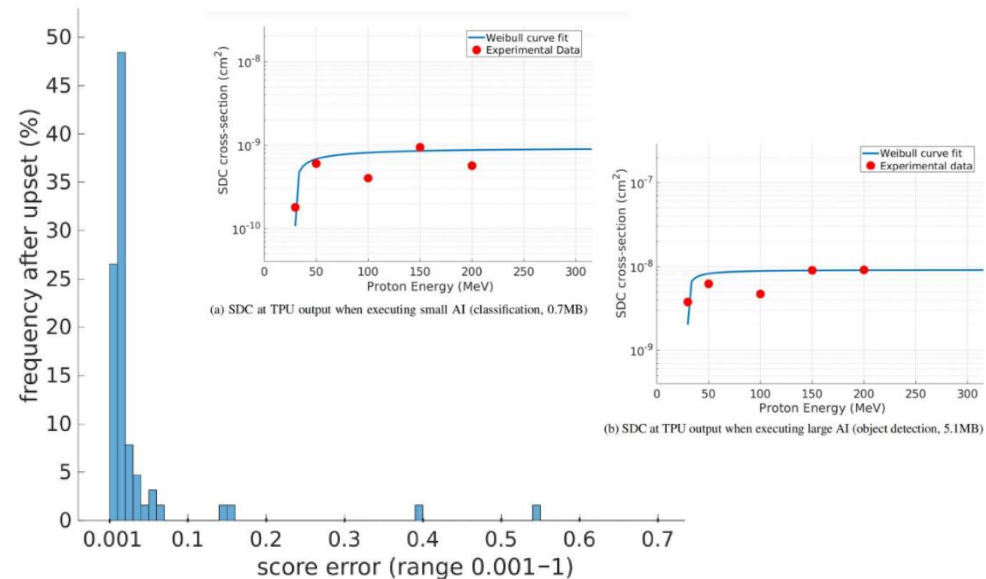 frequency after upset (%)
50
45
40
35
30
25
20
15
10
5
0
0.001 0.1 0.2 0.3 0.4 0.5 0.6 0.7
score error (range 0.001−1)
SDC cross-section (cm²)
10⁻⁸
10⁻⁹
10⁻¹⁰
Weibull curve fit
Experimental Data
0 50 100 150 200 250 300
Proton Energy (MeV)
(a) SDC at TPU output when executing small AI (classification, 0.7MB)
SDC cross-section (cm²)
10⁻⁷
10⁻⁸
10⁻⁹
Weibull curve fit
Experimental data
0 50 100 150 200 250 300
Proton Energy (MeV)
(b) SDC at TPU output when executing large AI (object detection, 5.1MB)